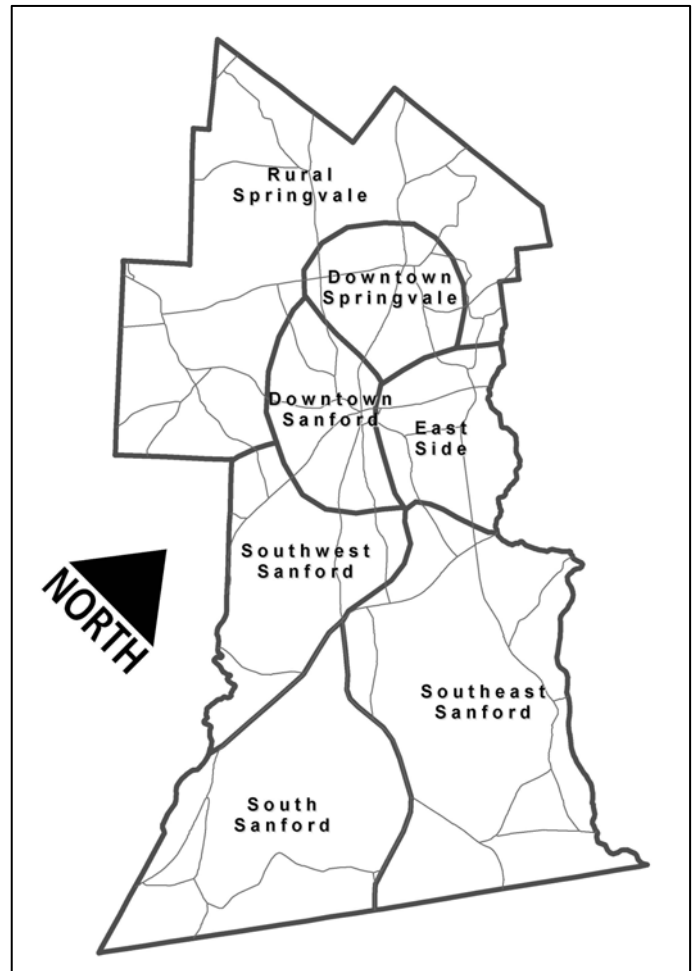 Rural
Springvale
Downtown
Springvale
Downtown
Sanford
East
Side
Southwest
Sanford
NORTH
Southeast
Sanford
South
Sanford